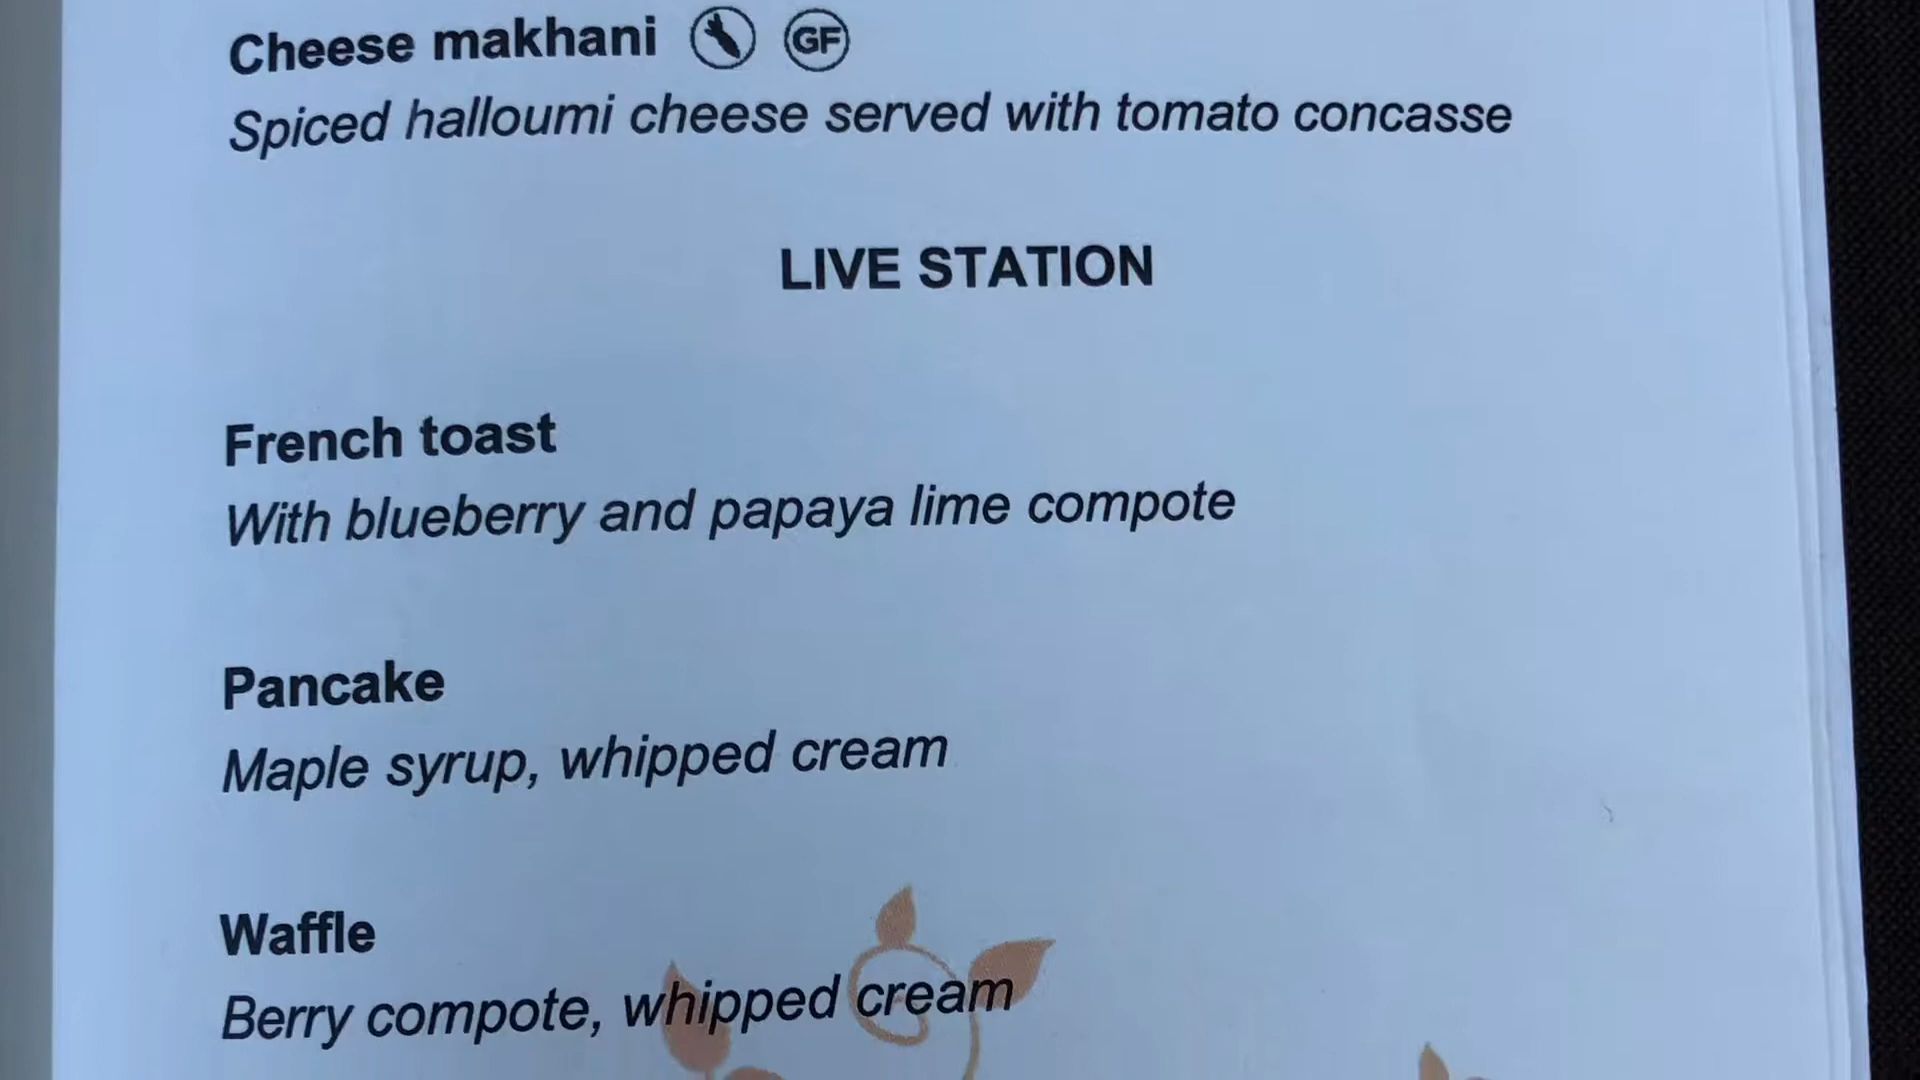 Cheese makhani GF
Spiced halloumi cheese served with tomato concasse
LIVE STATION
French toast
With blueberry and papaya lime compote
Pancake
Maple syrup, whipped cream
Waffle
Berry compote, whipped cream